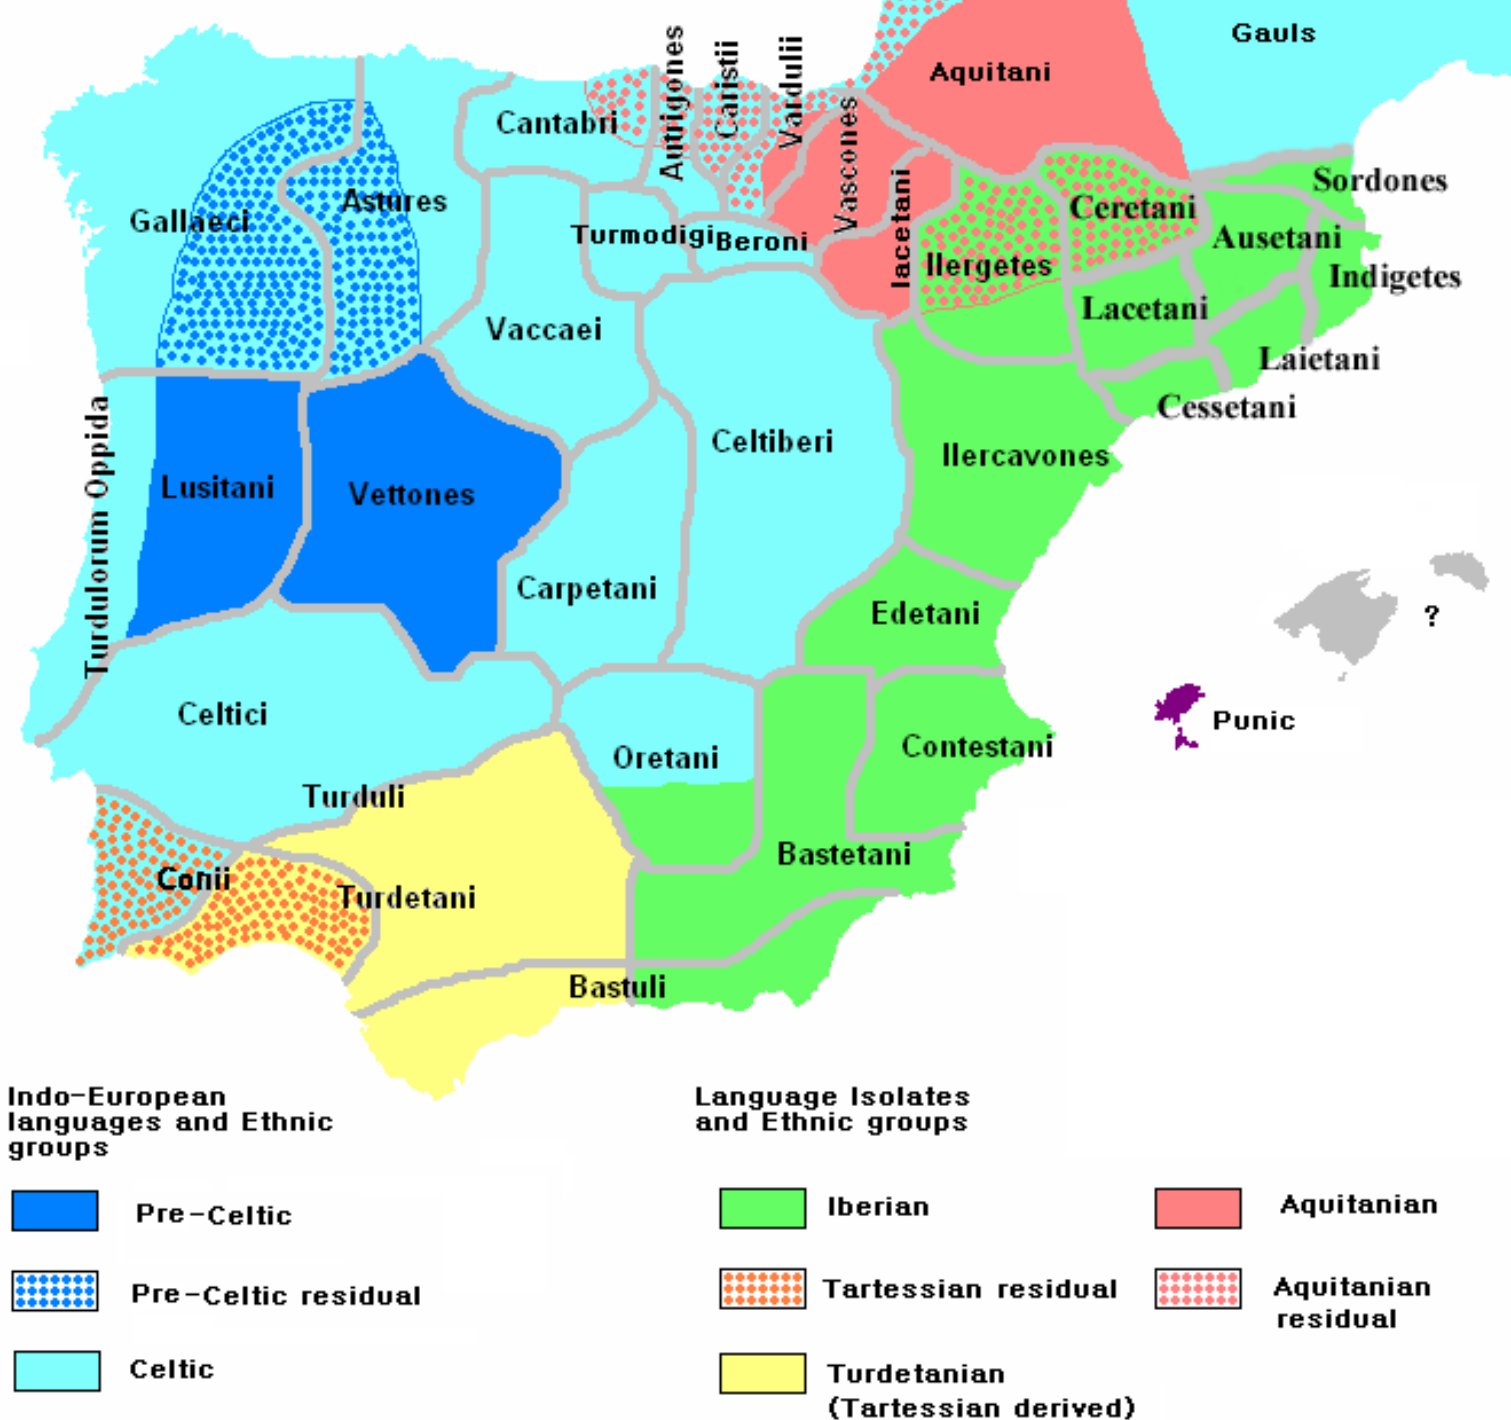 Gauls
Aquitani
Cantabri
Autrigones
Caristii
Vardulii
Vascones
Iacetani
Sordones
Ceretani
Astures
Gallaeci
Turmodigi
Beroni
Ausetani
Ilergetes
Indigetes
Lacetani
Vaccaei
Laietani
Cessetani
Celtiberi
Ilercavones
Turdulorum Oppida
Lusitani
Vettones
Carpetani
Edetani
?
Celtici
Punic
Oretani
Contestani
Turduli
Bastetani
Conii
Turdetani
Bastuli
Indo-European
languages and Ethnic
groups
Pre-Celtic
Pre-Celtic residual
Celtic
Language Isolates
and Ethnic groups
Iberian
Tartessian residual
Turdetanian
(Tartessian derived)
Aquitanian
Aquitanian
residual